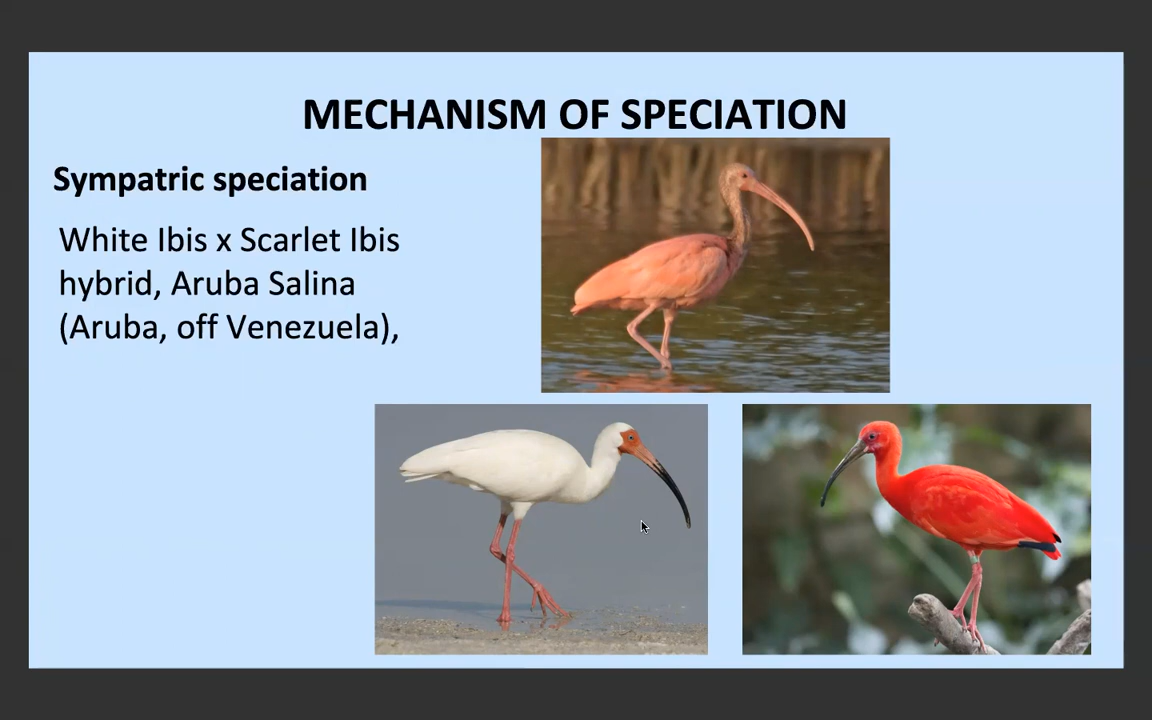 MECHANISM OF SPECIATION
Sympatric speciation
White Ibis x Scarlet Ibis
hybrid, Aruba Salina
(Aruba, off Venezuela),